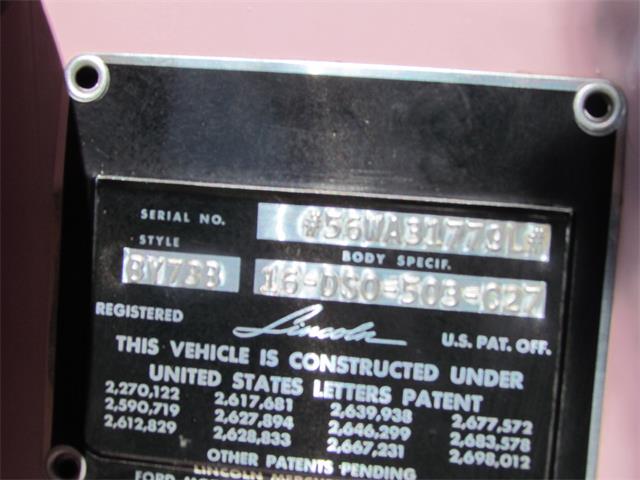 SERIAL NO. #56WA31779L#
STYLE BODY SPECIF.
16-DSO-503-C27
REGISTERED Lincoln U.S. PAT. OFF.
THIS VEHICLE IS CONSTRUCTED UNDER
UNITED STATES LETTERS PATENT
2,270,122 2,617,681 2,639,938 2,677,572
2,590,719 2,627,894 2,646,299 2,683,578
2,612,829 2,628,833 2,667,231 2,698,012
OTHER PATENTS PENDING
LINCOLN
FORD